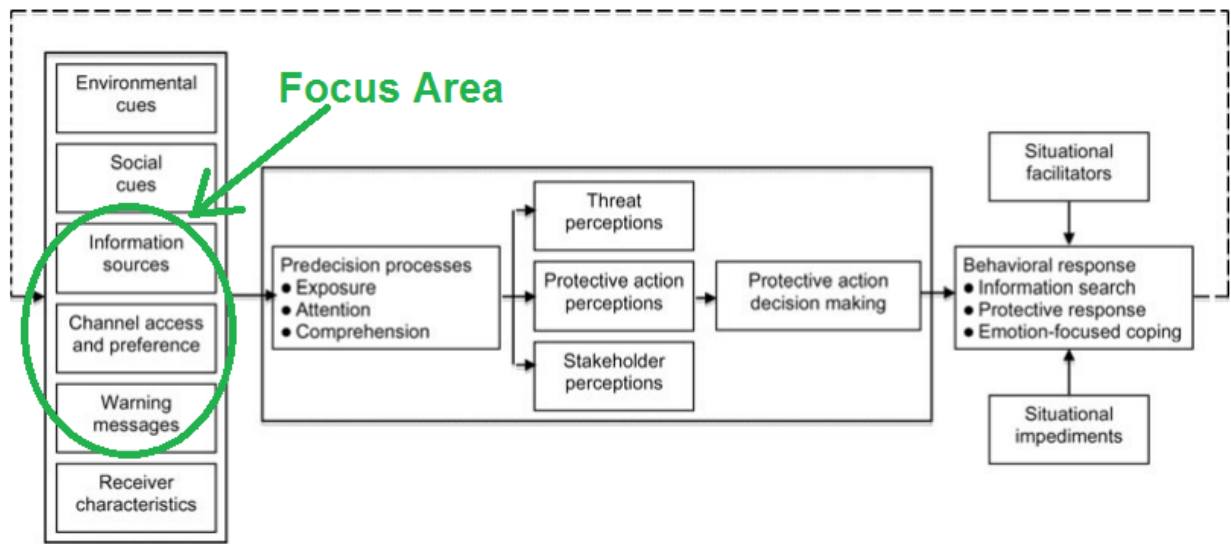 Focus Area
Environmental
cues
Social
cues
Information
sources
Channel access
and preference
Warning
messages
Receiver
characteristics
Predecision processes
● Exposure
● Attention
● Comprehension
Threat
perceptions
Protective action
perceptions
Stakeholder
perceptions
Protective action
decision making
Situational
facilitators
Behavioral response
● Information search
● Protective response
● Emotion-focused coping
Situational
impediments